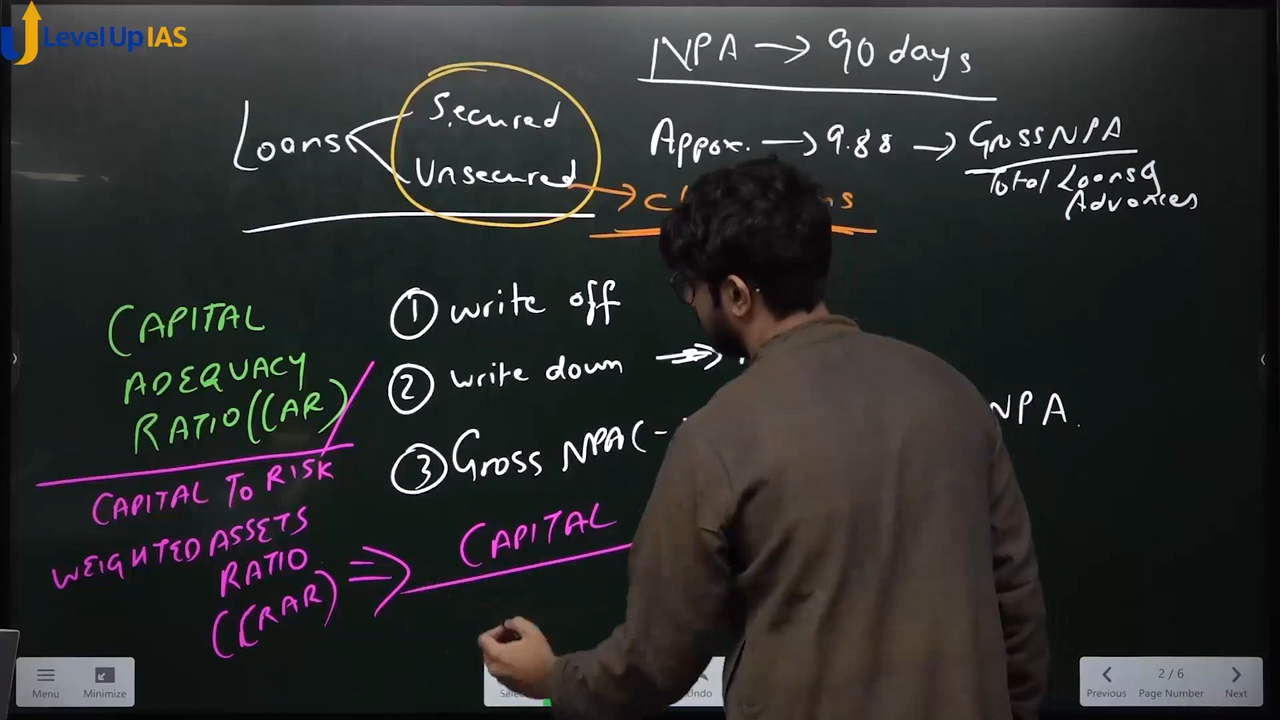 LevelUp IAS
NPA → 90 days
Loans
Secured
Unsecured
Appox. → 9.88 → Gross NPA
Total Loans &
Advances
CAPITAL
ADEQUACY
RATIO (CAR)
CAPITAL TO RISK
WEIGHTED ASSETS
RATIO
(CRAR) ⇒ CAPITAL
① write off
② write down →
③ Gross NPA (-
NPA.
Menu
Minimize
Undo
Previous
2 / 6
Page Number
Next